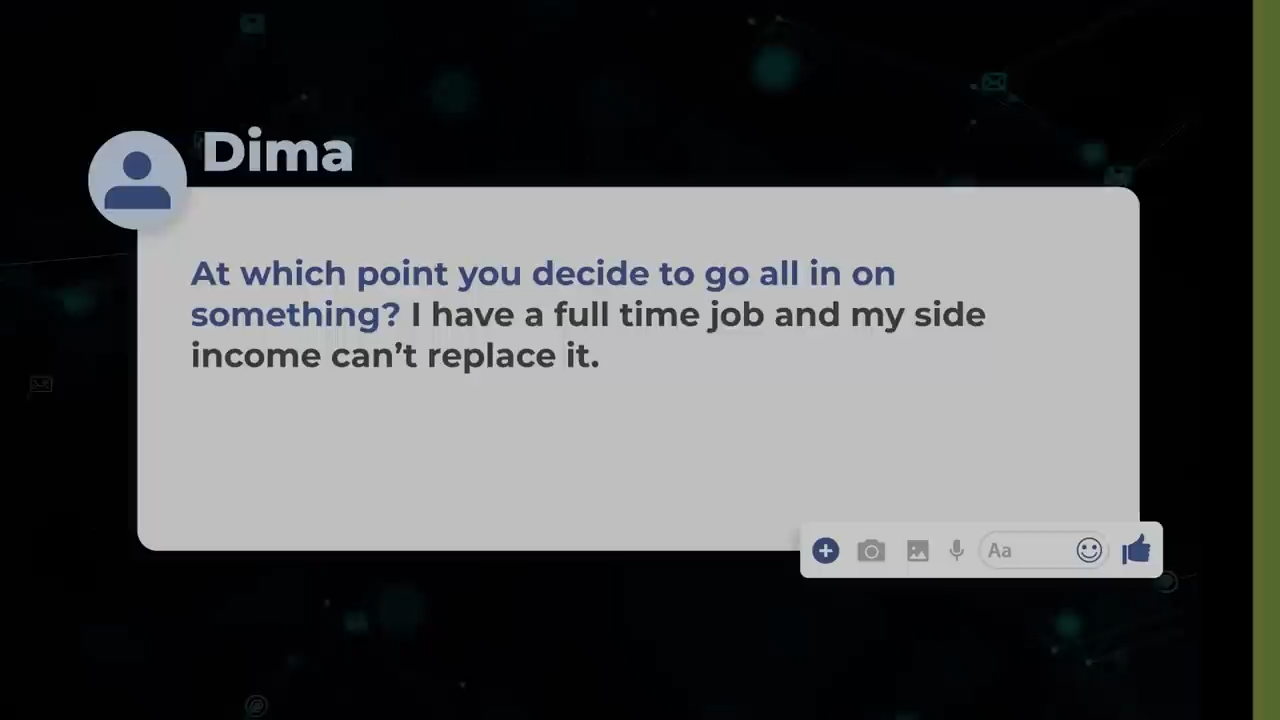 Dima
At which point you decide to go all in on
something? I have a full time job and my side
income can’t replace it.
Aa